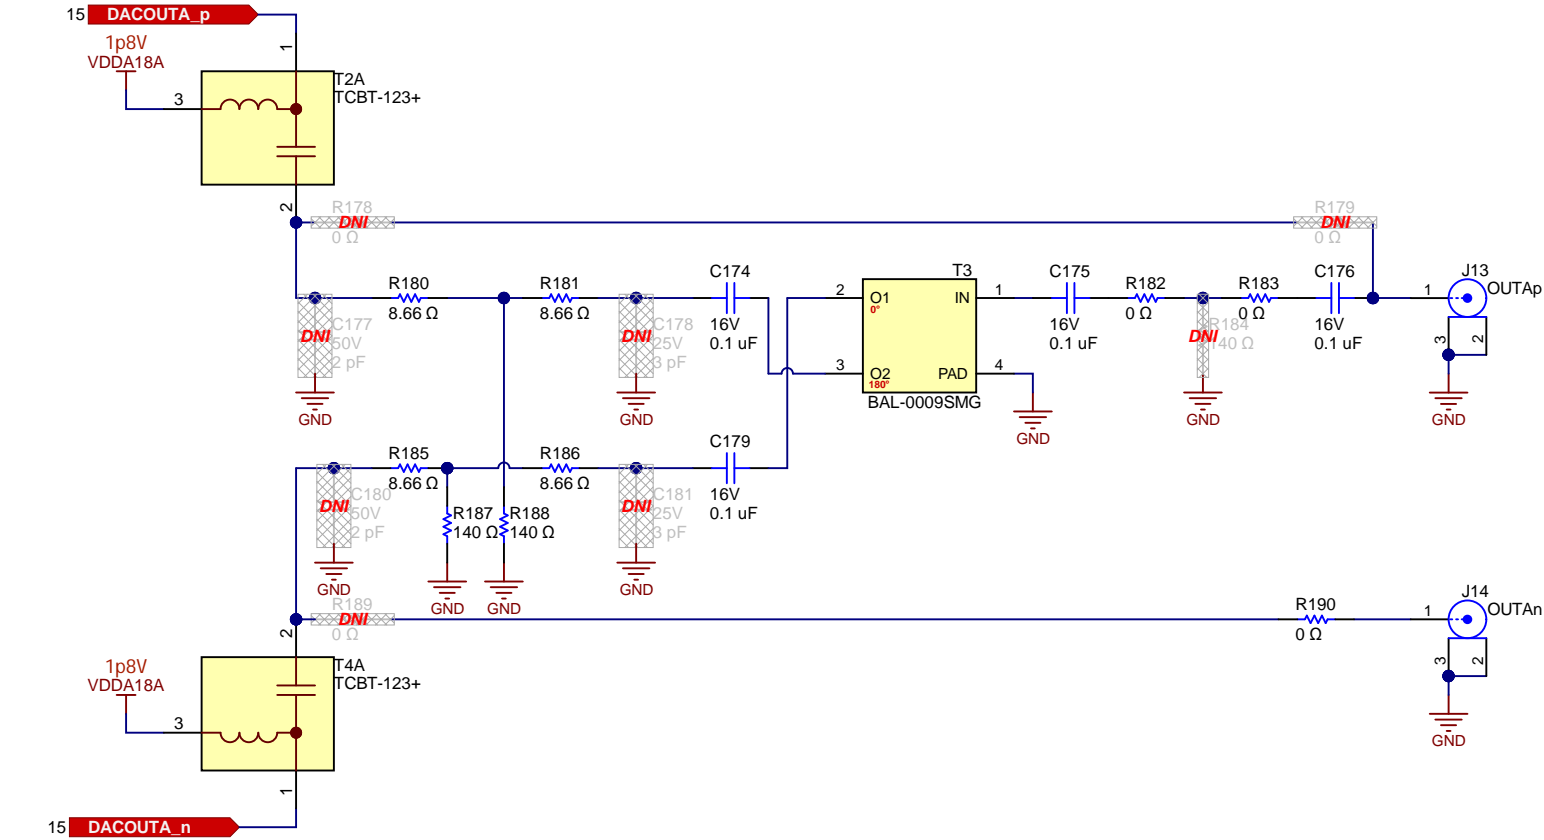 15 DACOUTA_p
1p8V
VDDA18A
1
3
T2A
TCBT-123+
2
R178
DNI
0 Ω
R179
DNI
0 Ω
R180
8.66 Ω
R181
8.66 Ω
C174
16V
0.1 uF
C177
DNI
50V
2 pF
GND
C178
DNI
25V
3 pF
GND
T3
2 O1
0°
IN 1
3 O2
180°
PAD 4
BAL-0009SMG
GND
C175
16V
0.1 uF
R182
0 Ω
R183
0 Ω
R184
DNI
140 Ω
GND
C176
16V
0.1 uF
J13
1
OUTAp
3
2
GND
R185
8.66 Ω
R186
8.66 Ω
C179
16V
0.1 uF
C180
DNI
50V
2 pF
GND
R187
140 Ω
GND
R188
140 Ω
GND
C181
DNI
25V
3 pF
GND
R189
DNI
0 Ω
R190
0 Ω
J14
1
OUTAn
3
2
GND
2
1p8V
VDDA18A
3
T4A
TCBT-123+
1
15 DACOUTA_n